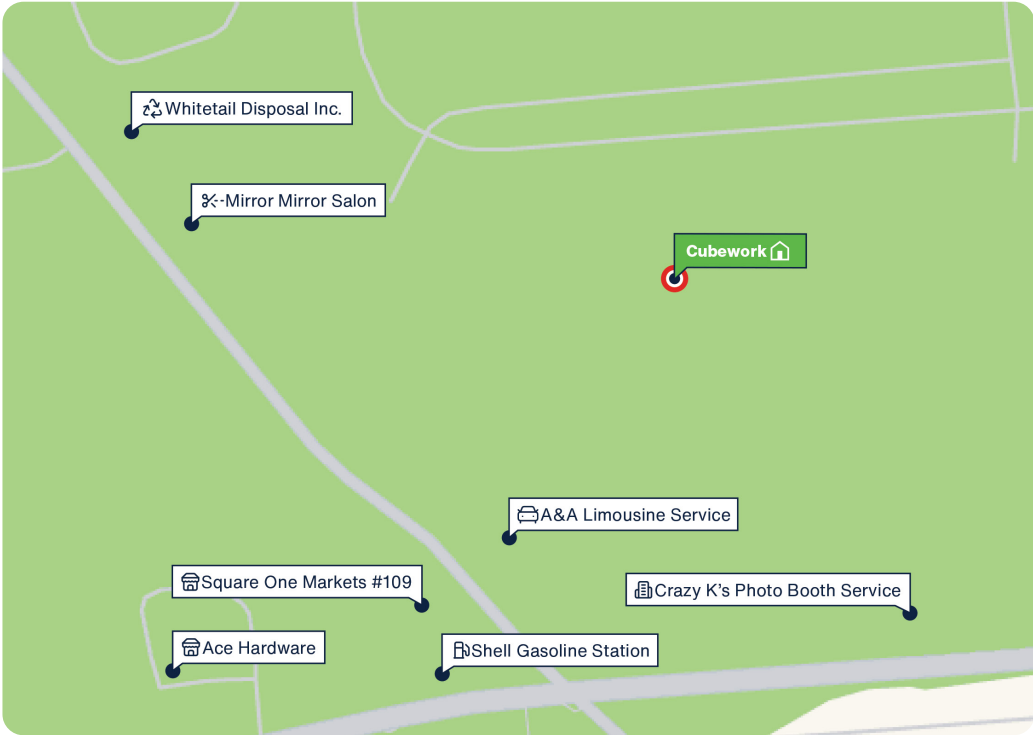 Whitetail Disposal Inc.
Mirror Mirror Salon
Cubework
A&A Limousine Service
Square One Markets #109
Crazy K's Photo Booth Service
Ace Hardware
Shell Gasoline Station